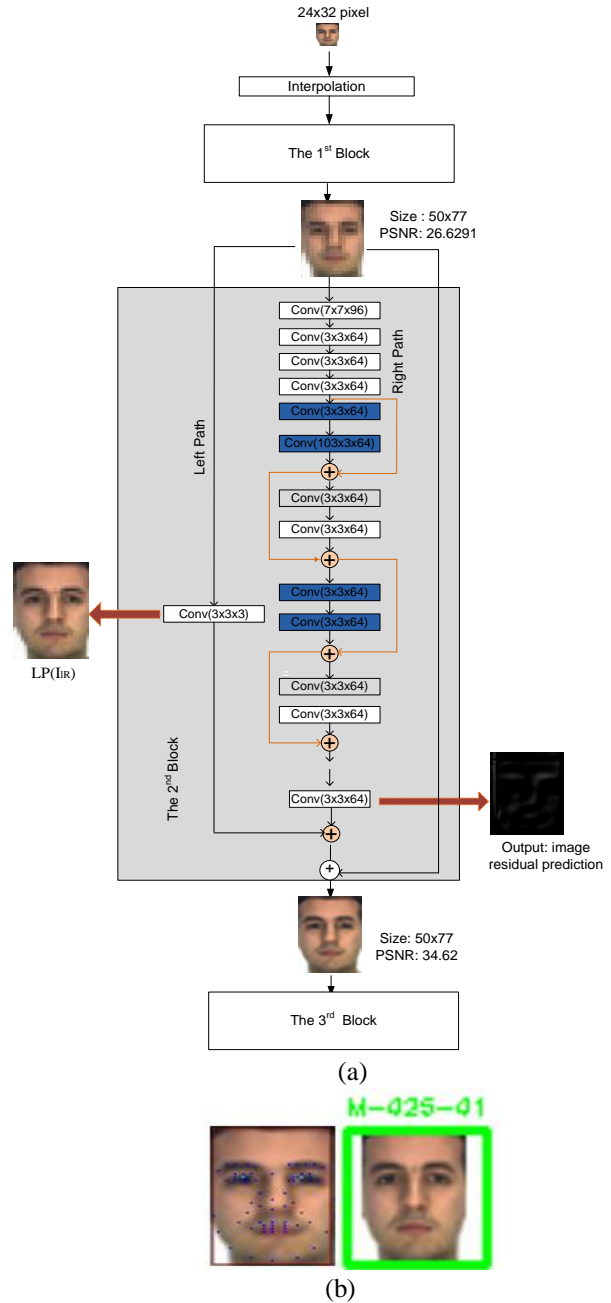 24x32 pixel
Interpolation
The 1st Block
Size : 50x77
PSNR: 26.6291
Conv(7x7x96)
Conv(3x3x64)
Conv(3x3x64)
Conv(3x3x64)
Right Path
Conv(3x3x64)
Conv(103x3x64)
Left Path
+
Conv(3x3x64)
Conv(3x3x64)
+
Conv(3x3x64)
Conv(3x3x3)
Conv(3x3x64)
LP(IIR)
+
Conv(3x3x64)
Conv(3x3x64)
+
The 2nd Block
Conv(3x3x64)
+
Output: image
residual prediction
+
Size: 50x77
PSNR: 34.62
The 3rd Block
(a)
M-025-01
(b)